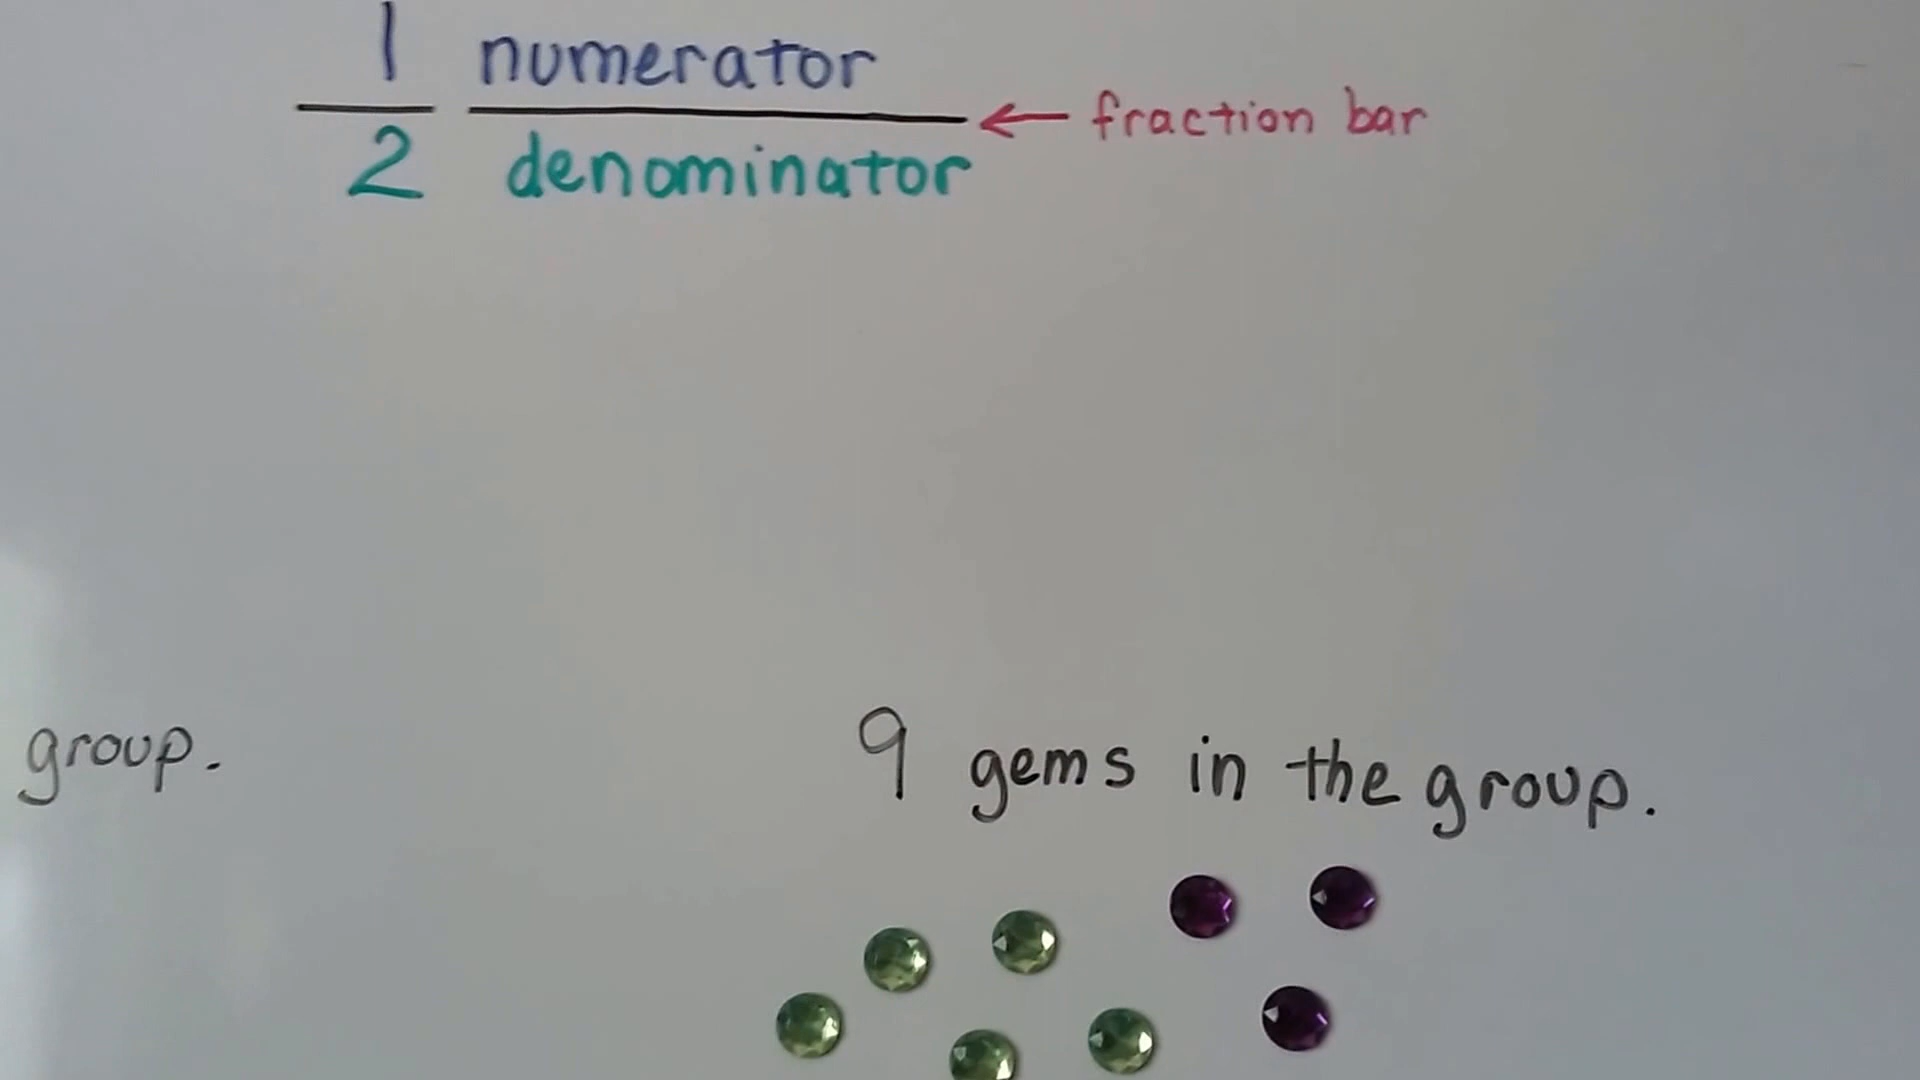 1 numerator
← fraction bar
2 denominator
group.
9 gems in the group.